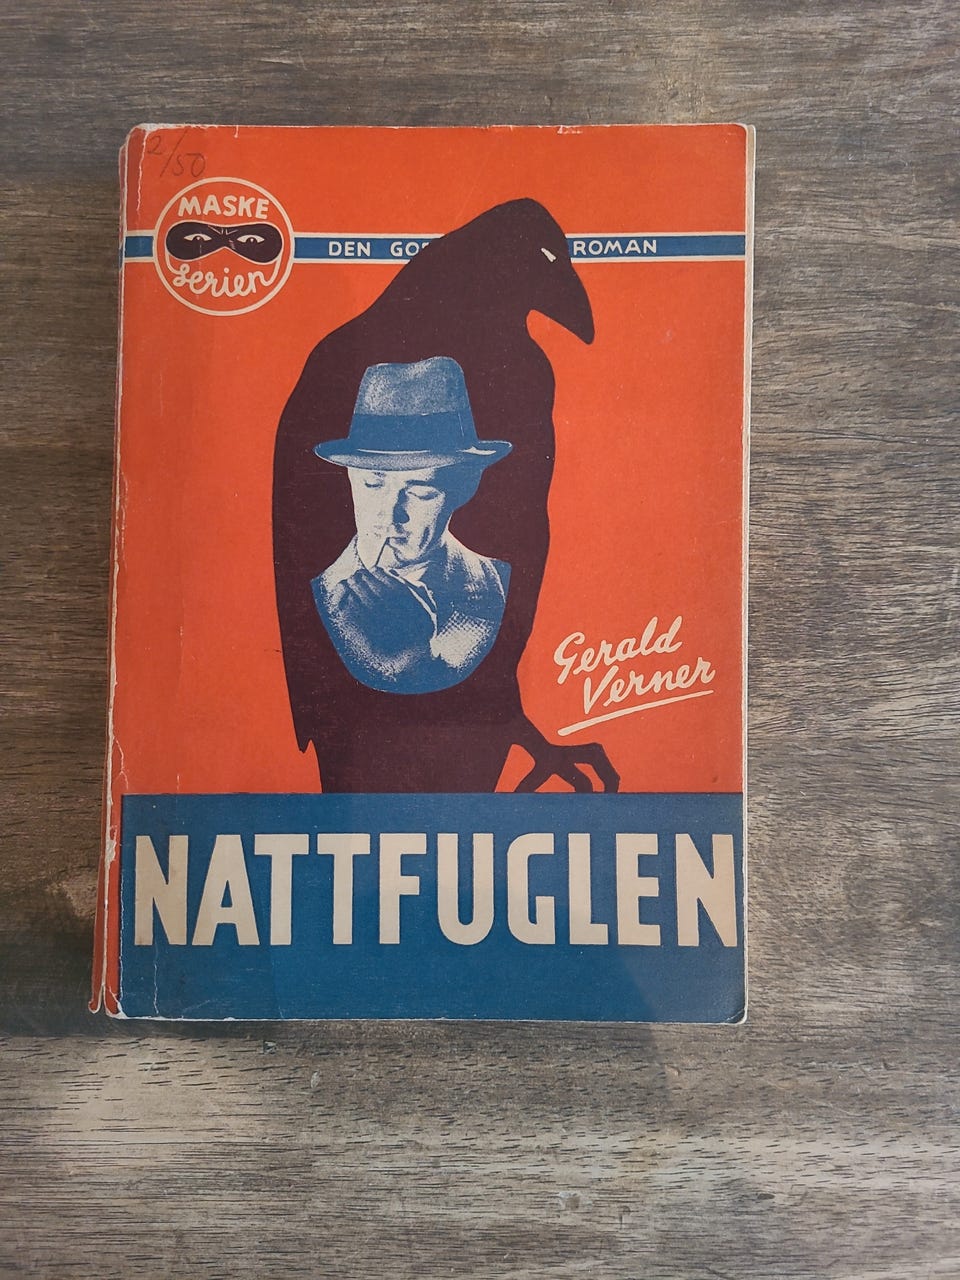 2/50
MASKE
Serien
DEN GO ROMAN
Gerald
Verner
NATTFUGLEN